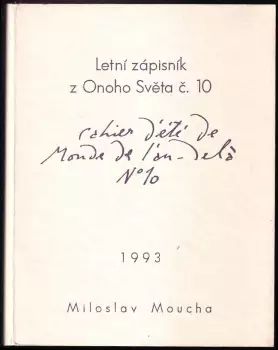 Letní zápisník
z Onoho Světa č. 10
Cahier d'été de
Monde de l'au-delà
N°10
1993
Miloslav Moucha